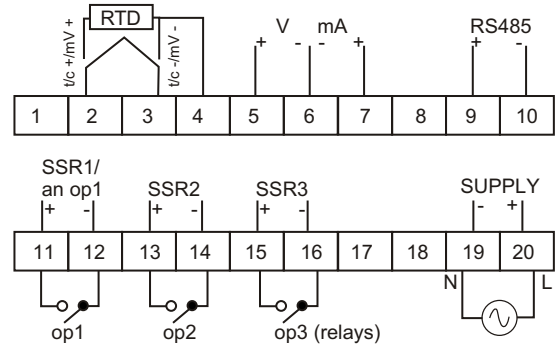 RTD
t/c +/mV +
t/c -/mV -
V mA
RS485
+ - + + -
1 2 3 4 5 6 7 8 9 10
SSR1/
an op1
SSR2
SSR3
SUPPLY
+ - + - + - - +
11 12 13 14 15 16 17 18 19 20
N L
op1 op2 op3 (relays)